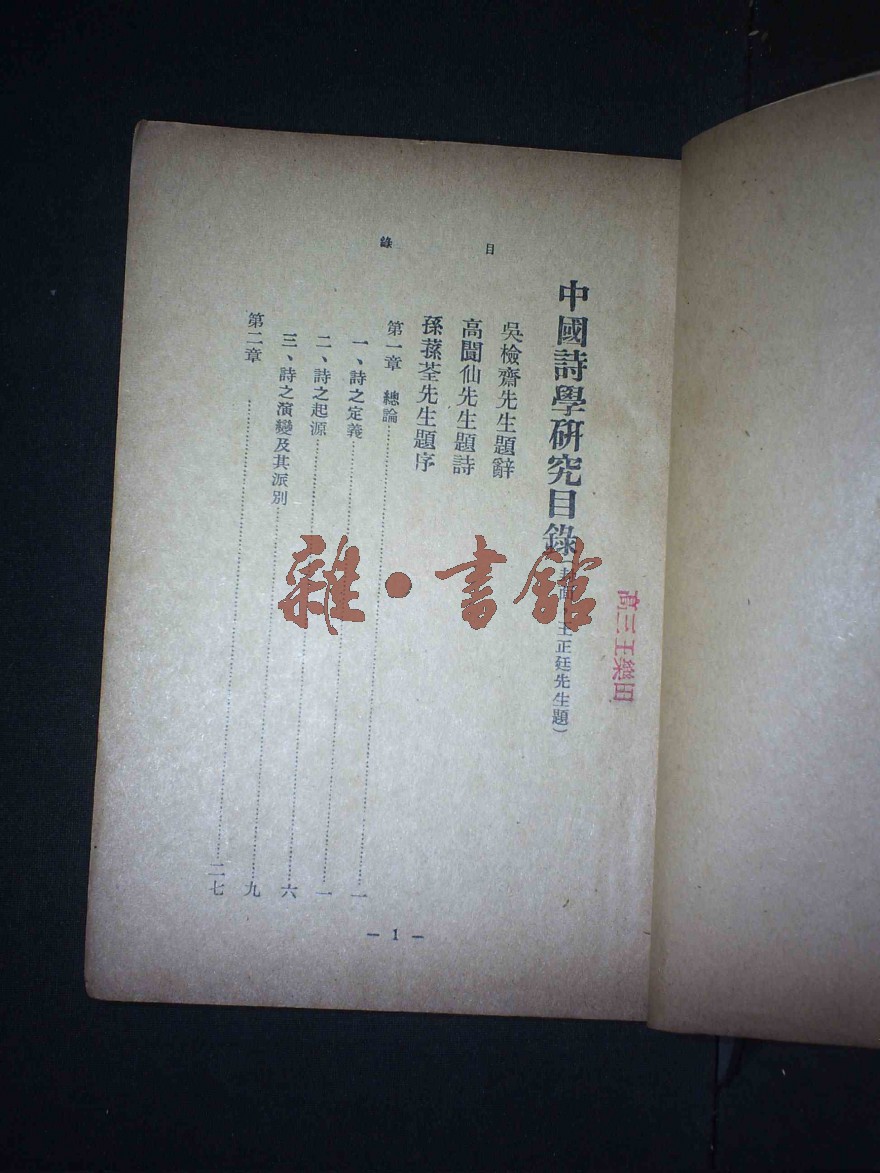 高三王樂田
中國詩學研究目錄(封面 王正廷先生題)
目錄
吳檢齋先生題辭
高閬仙先生題詩
孫蓀荃先生題序
第一章 總論……一
一、詩之定義……一
二、詩之起源……六
三、詩之演變及其派別……九
第二章……二七
— 1 —
雜·書館